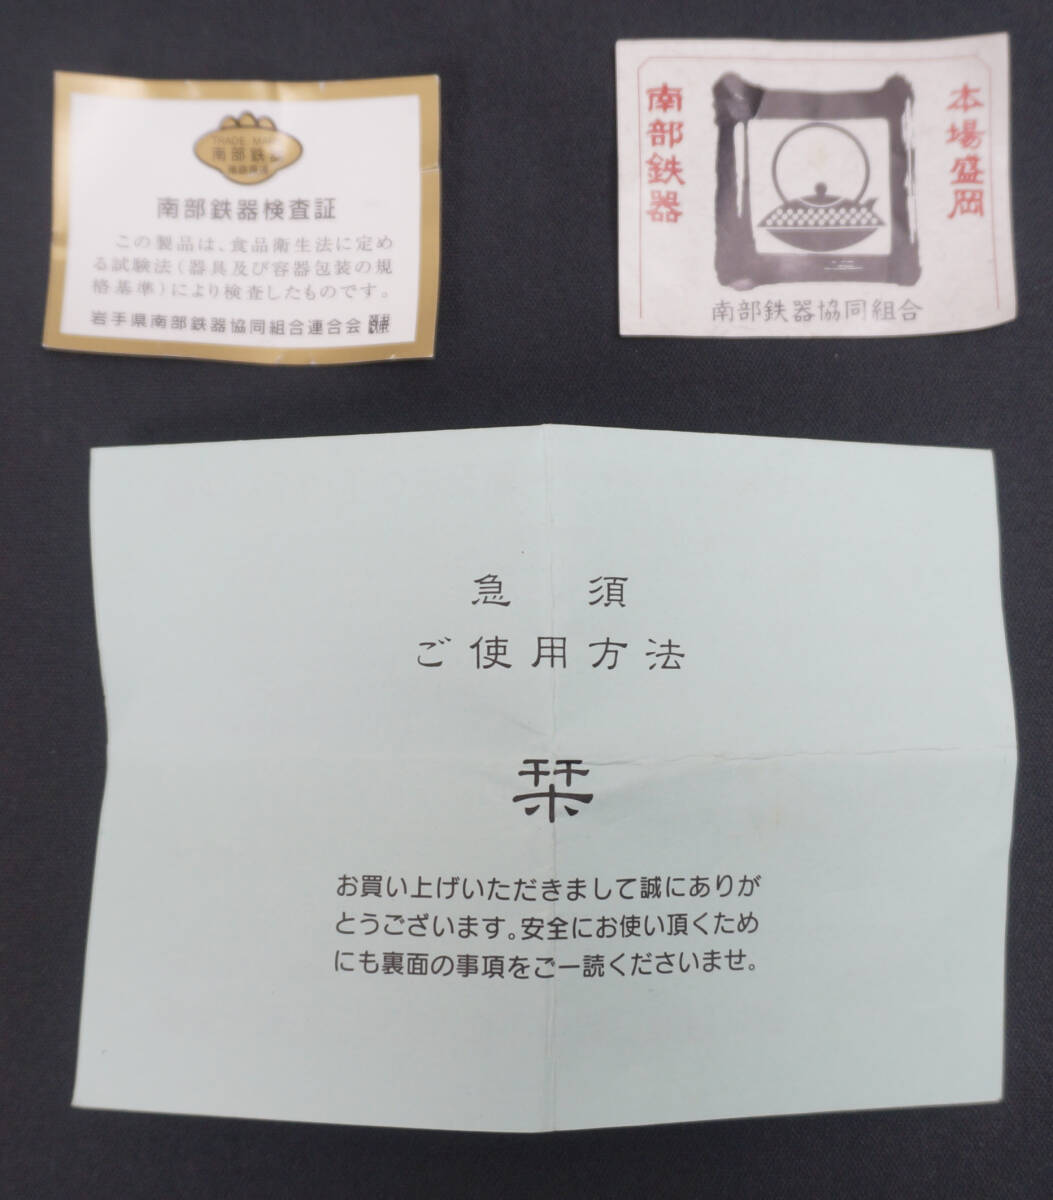 TRADE MARK
南部鉄器
南部鉄器検査証
この製品は、食品衛生法に定め
る試験法(器具及び容器包装の規
格基準)により検査したものです。
岩手県南部鉄器協同組合連合会
本場盛岡
南部鉄器
南部鉄器協同組合
急須
ご使用方法
栞
お買い上げいただきまして誠にありが
とうございます。安全にお使い頂くため
にも裏面の事項をご一読くださいませ。